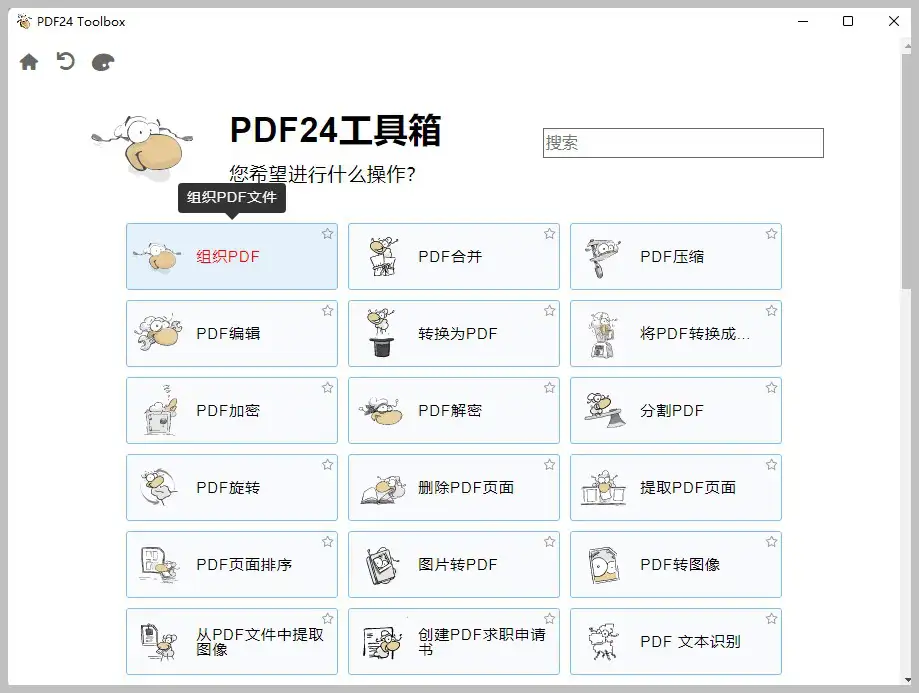 PDF24 Toolbox
PDF24工具箱
搜索
您希望进行什么操作?
组织PDF文件
组织PDF
PDF合并
PDF压缩
PDF编辑
转换为PDF
将PDF转换成...
PDF加密
PDF解密
分割PDF
PDF旋转
删除PDF页面
提取PDF页面
PDF页面排序
图片转PDF
PDF转图像
从PDF文件中提取
图像
创建PDF求职申请
书
PDF 文本识别